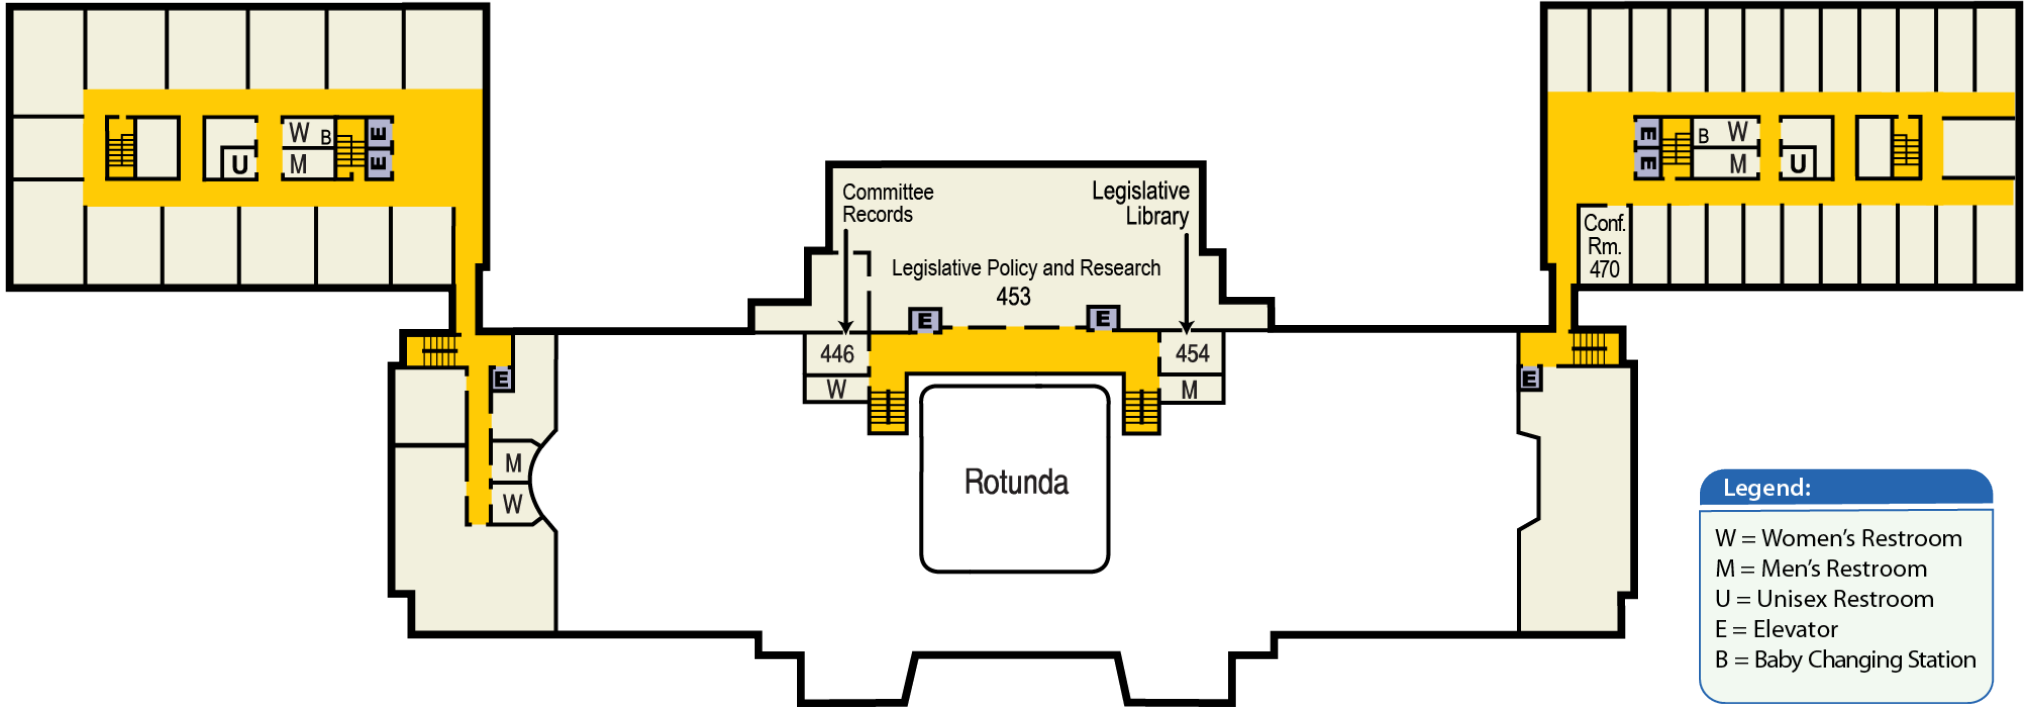 W
B
M
U
E
E
E
E
B
W
M
U
Committee
Records
Legislative
Library
Conf.
Rm.
470
Legislative Policy and Research
453
E
E
446
W
454
M
E
E
M
W
Rotunda
Legend:
W = Women's Restroom
M = Men's Restroom
U = Unisex Restroom
E = Elevator
B = Baby Changing Station